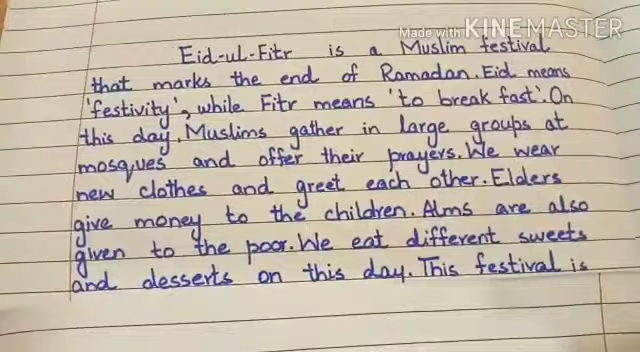 Made with KINEMASTER
Eid-ul-Fitr is a Muslim festival
that marks the end of Ramadan. Eid means
'festivity', while Fitr means 'to break fast'. On
this day, Muslims gather in large groups at
mosques and offer their prayers. We wear
new clothes and greet each other. Elders
give money to the children. Alms are also
given to the poor. We eat different sweets
and desserts on this day. This festival is